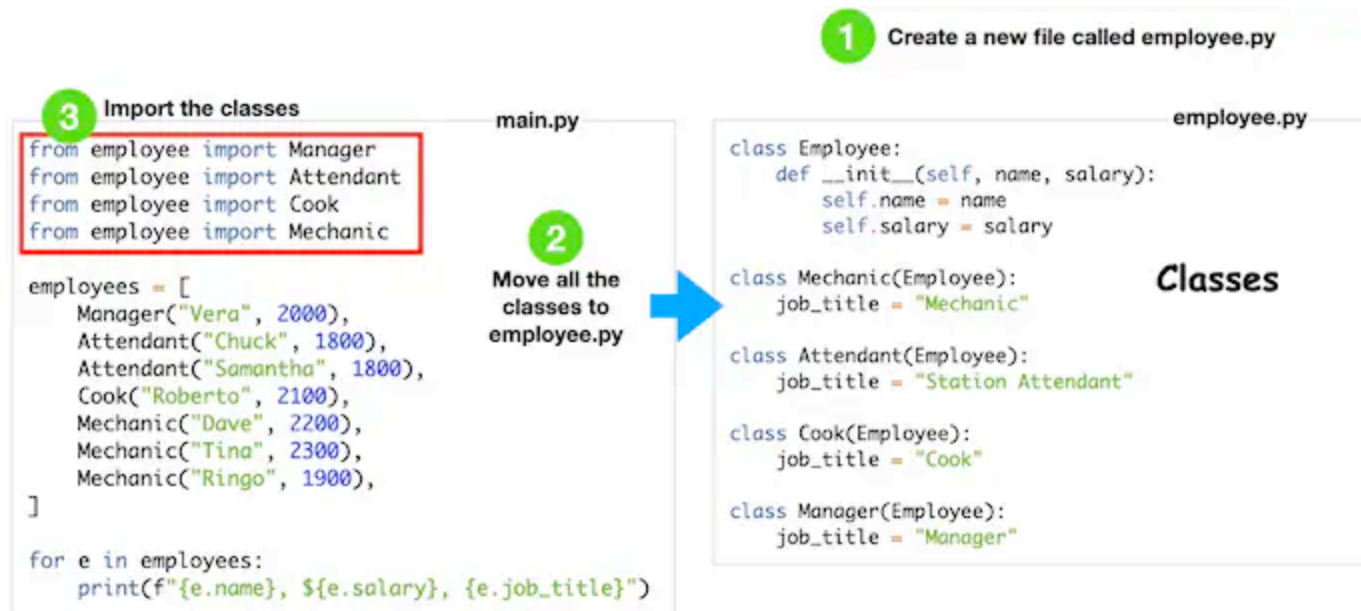 1 Create a new file called employee.py
3 Import the classes
main.py
from employee import Manager
from employee import Attendant
from employee import Cook
from employee import Mechanic
employees = [
    Manager("Vera", 2000),
    Attendant("Chuck", 1800),
    Attendant("Samantha", 1800),
    Cook("Roberto", 2100),
    Mechanic("Dave", 2200),
    Mechanic("Tina", 2300),
    Mechanic("Ringo", 1900),
]
for e in employees:
    print(f"{e.name}, ${e.salary}, {e.job_title}")
2
Move all the
classes to
employee.py
employee.py
class Employee:
    def __init__(self, name, salary):
        self.name = name
        self.salary = salary
class Mechanic(Employee):
    job_title = "Mechanic"
Classes
class Attendant(Employee):
    job_title = "Station Attendant"
class Cook(Employee):
    job_title = "Cook"
class Manager(Employee):
    job_title = "Manager"